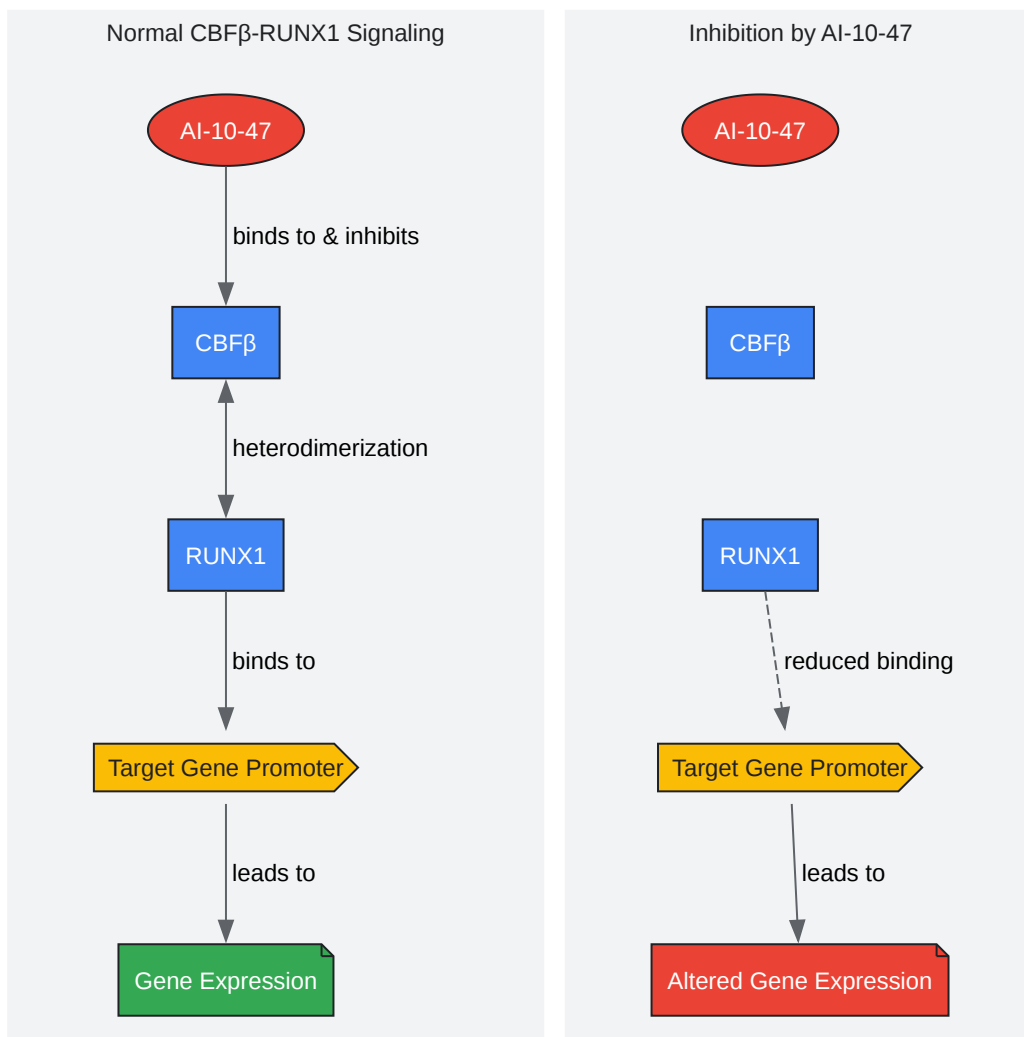 Normal CBFβ-RUNX1 Signaling
AI-10-47
binds to & inhibits
CBFβ
heterodimerization
RUNX1
binds to
Target Gene Promoter
leads to
Gene Expression
Inhibition by AI-10-47
AI-10-47
CBFβ
RUNX1
reduced binding
Target Gene Promoter
leads to
Altered Gene Expression